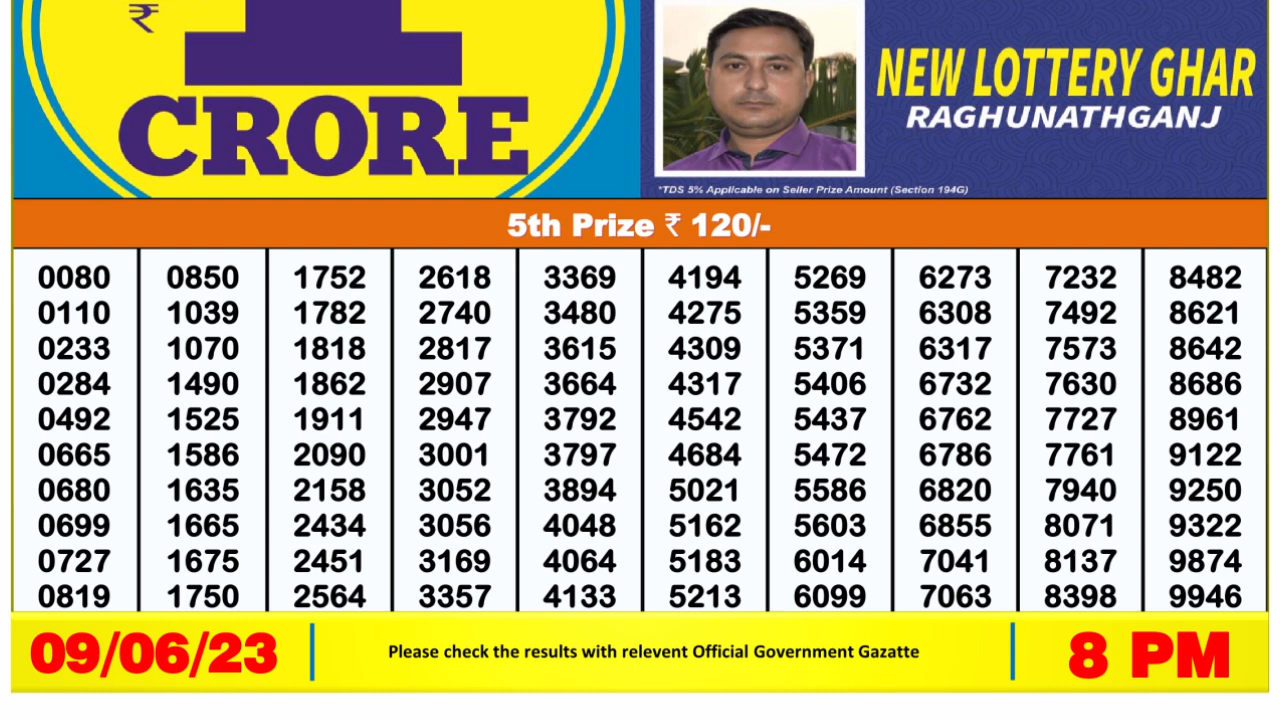 ₹
1
CRORE
NEW LOTTERY GHAR
RAGHUNATHGANJ
*TDS 5% Applicable on Seller Prize Amount (Section 194G)
5th Prize ₹ 120/-
0080 0850 1752 2618 3369 4194 5269 6273 7232 8482
0110 1039 1782 2740 3480 4275 5359 6308 7492 8621
0233 1070 1818 2817 3615 4309 5371 6317 7573 8642
0284 1490 1862 2907 3664 4317 5406 6732 7630 8686
0492 1525 1911 2947 3792 4542 5437 6762 7727 8961
0665 1586 2090 3001 3797 4684 5472 6786 7761 9122
0680 1635 2158 3052 3894 5021 5586 6820 7940 9250
0699 1665 2434 3056 4048 5162 5603 6855 8071 9322
0727 1675 2451 3169 4064 5183 6014 7041 8137 9874
0819 1750 2564 3357 4133 5213 6099 7063 8398 9946
09/06/23
Please check the results with relevent Official Government Gazatte
8 PM